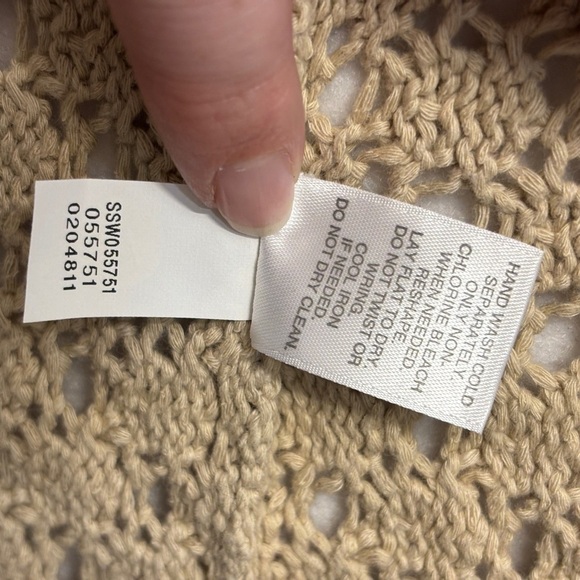 SSW055751
055751
0204811
HAND WASH COLD
SEPARATELY
ONLY NON-
CHLORINE BLEACH
WHEN NEEDED.
RESHAPE.
LAY FLAT TO DRY
DO NOT TWIST OR
WRING
COOL IRON
IF NEEDED.
DO NOT DRY CLEAN.